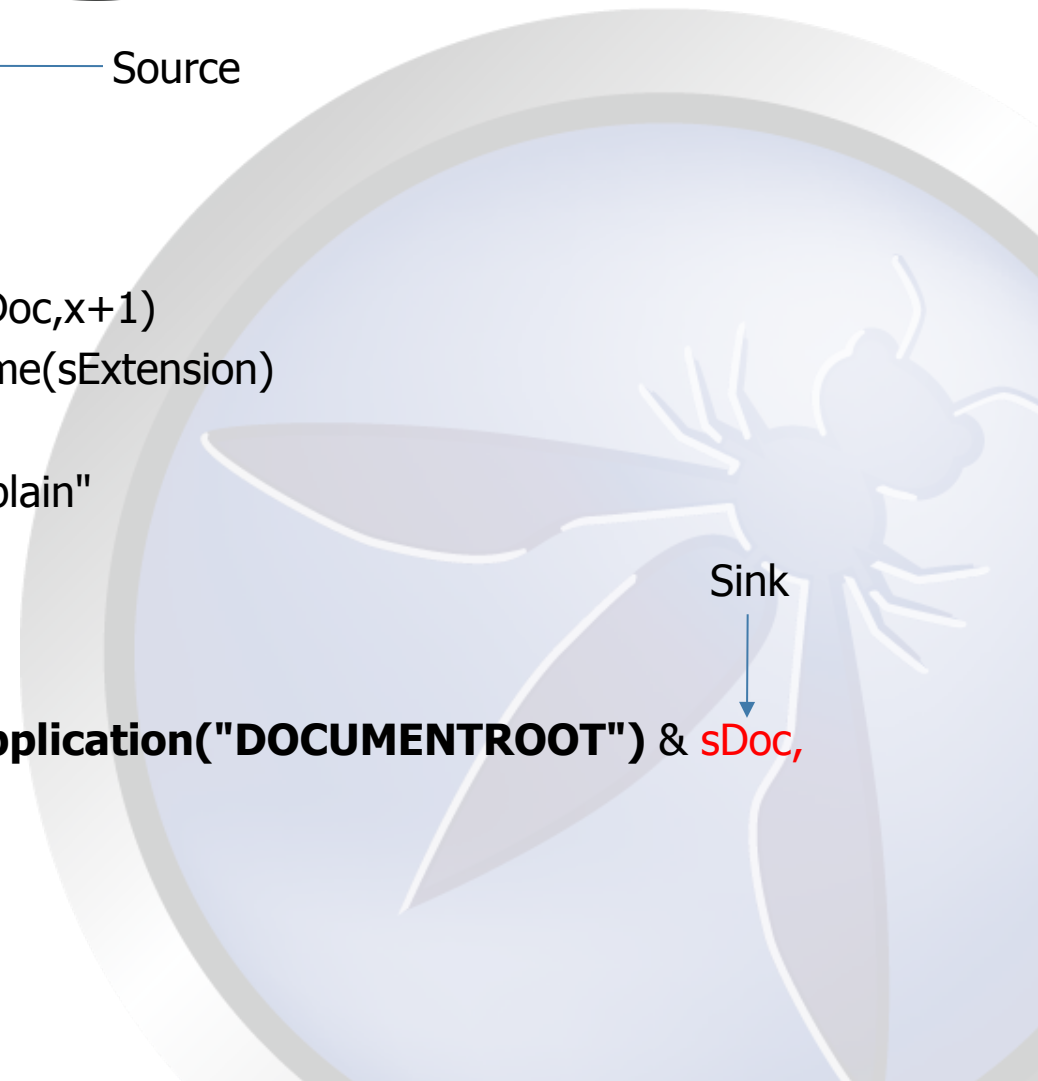 Source
Doc,x+1)
me(sExtension)
plain"
Sink
pplication("DOCUMENTROOT") & sDoc,